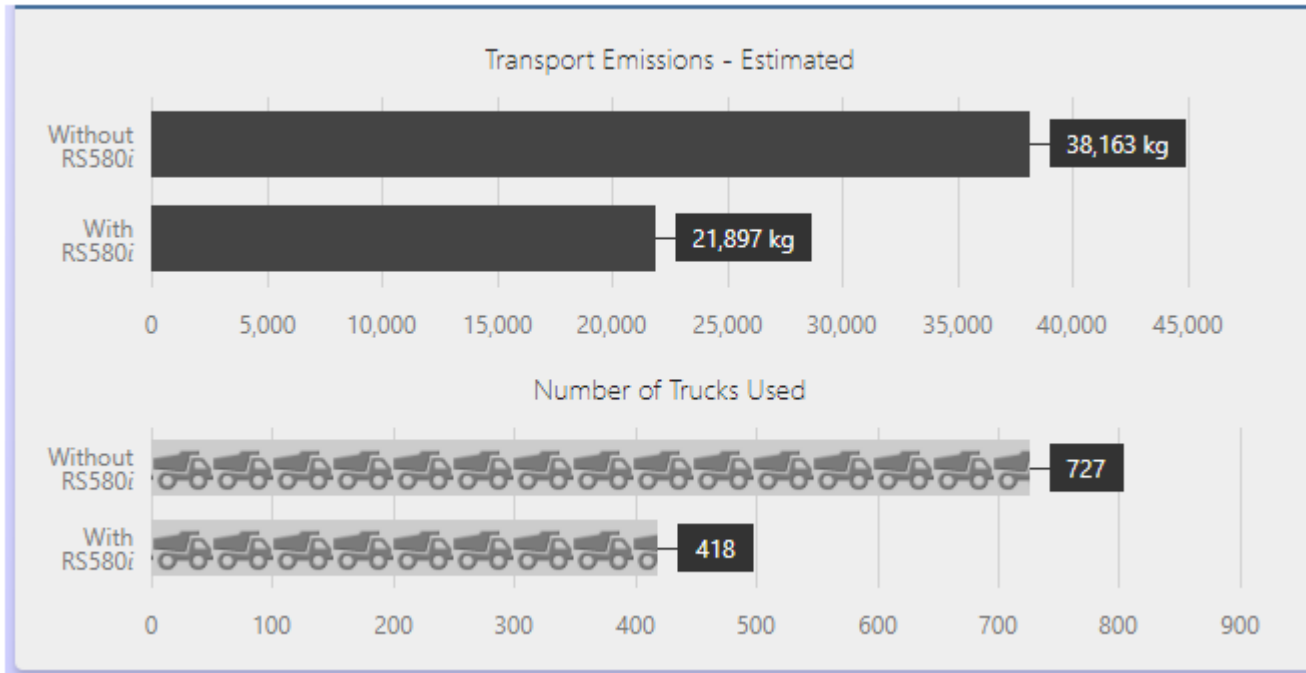 Transport Emissions - Estimated
Without
RS580i
38,163 kg
With
RS580i
21,897 kg
0 5,000 10,000 15,000 20,000 25,000 30,000 35,000 40,000 45,000
Number of Trucks Used
Without
RS580i
727
With
RS580i
418
0 100 200 300 400 500 600 700 800 900